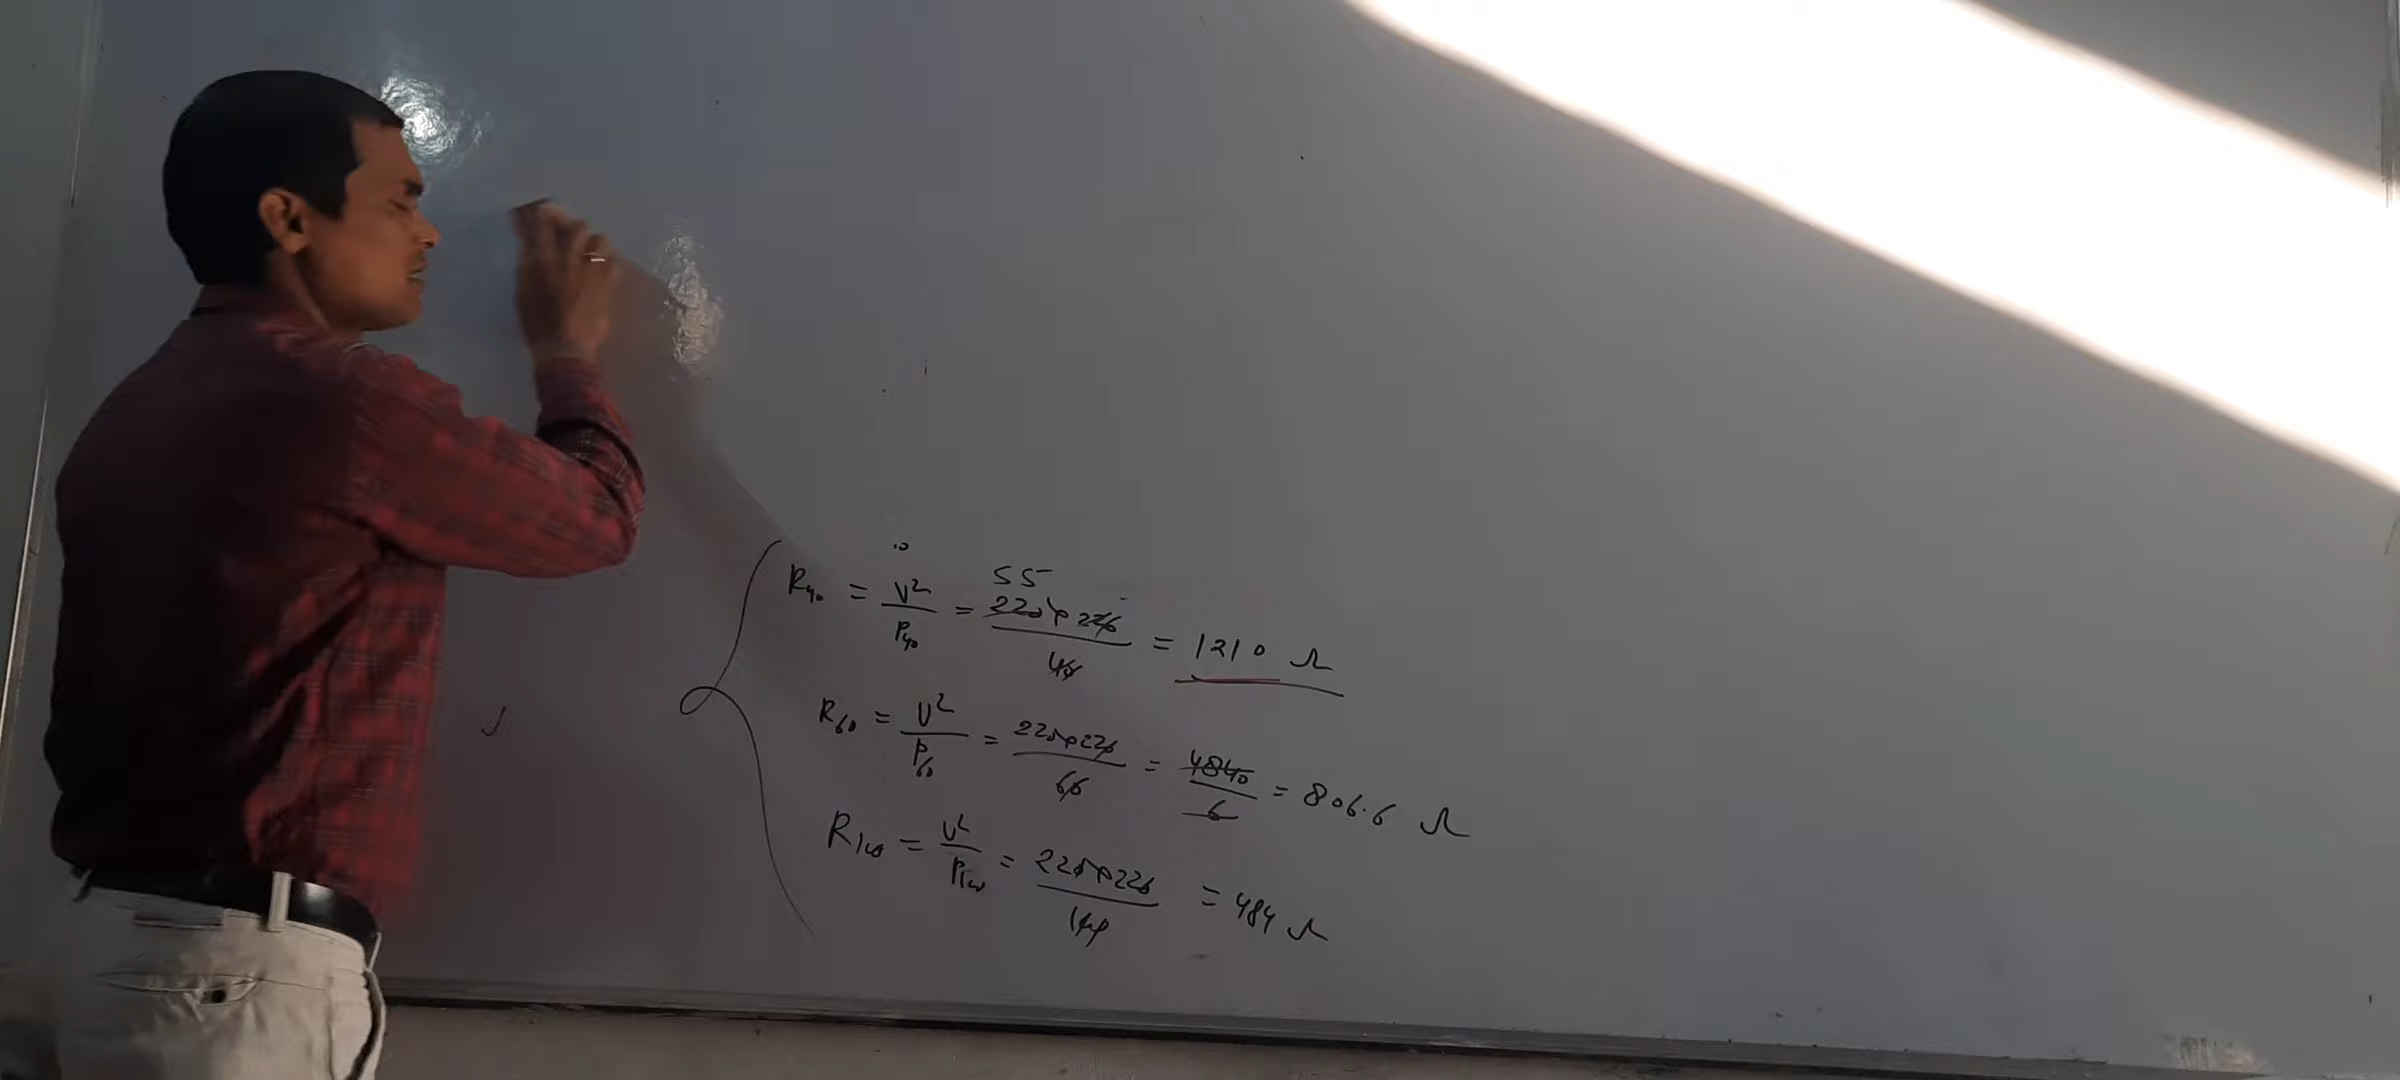 R₄₀ = V²/P₄₀ = 55 220×220/40 = 1210 Ω
R₆₀ = V²/P₆₀ = 220×220/60 = 4840/6 = 806.6 Ω
R₁₀₀ = V²/P₁₀₀ = 220×220/100 = 484 Ω